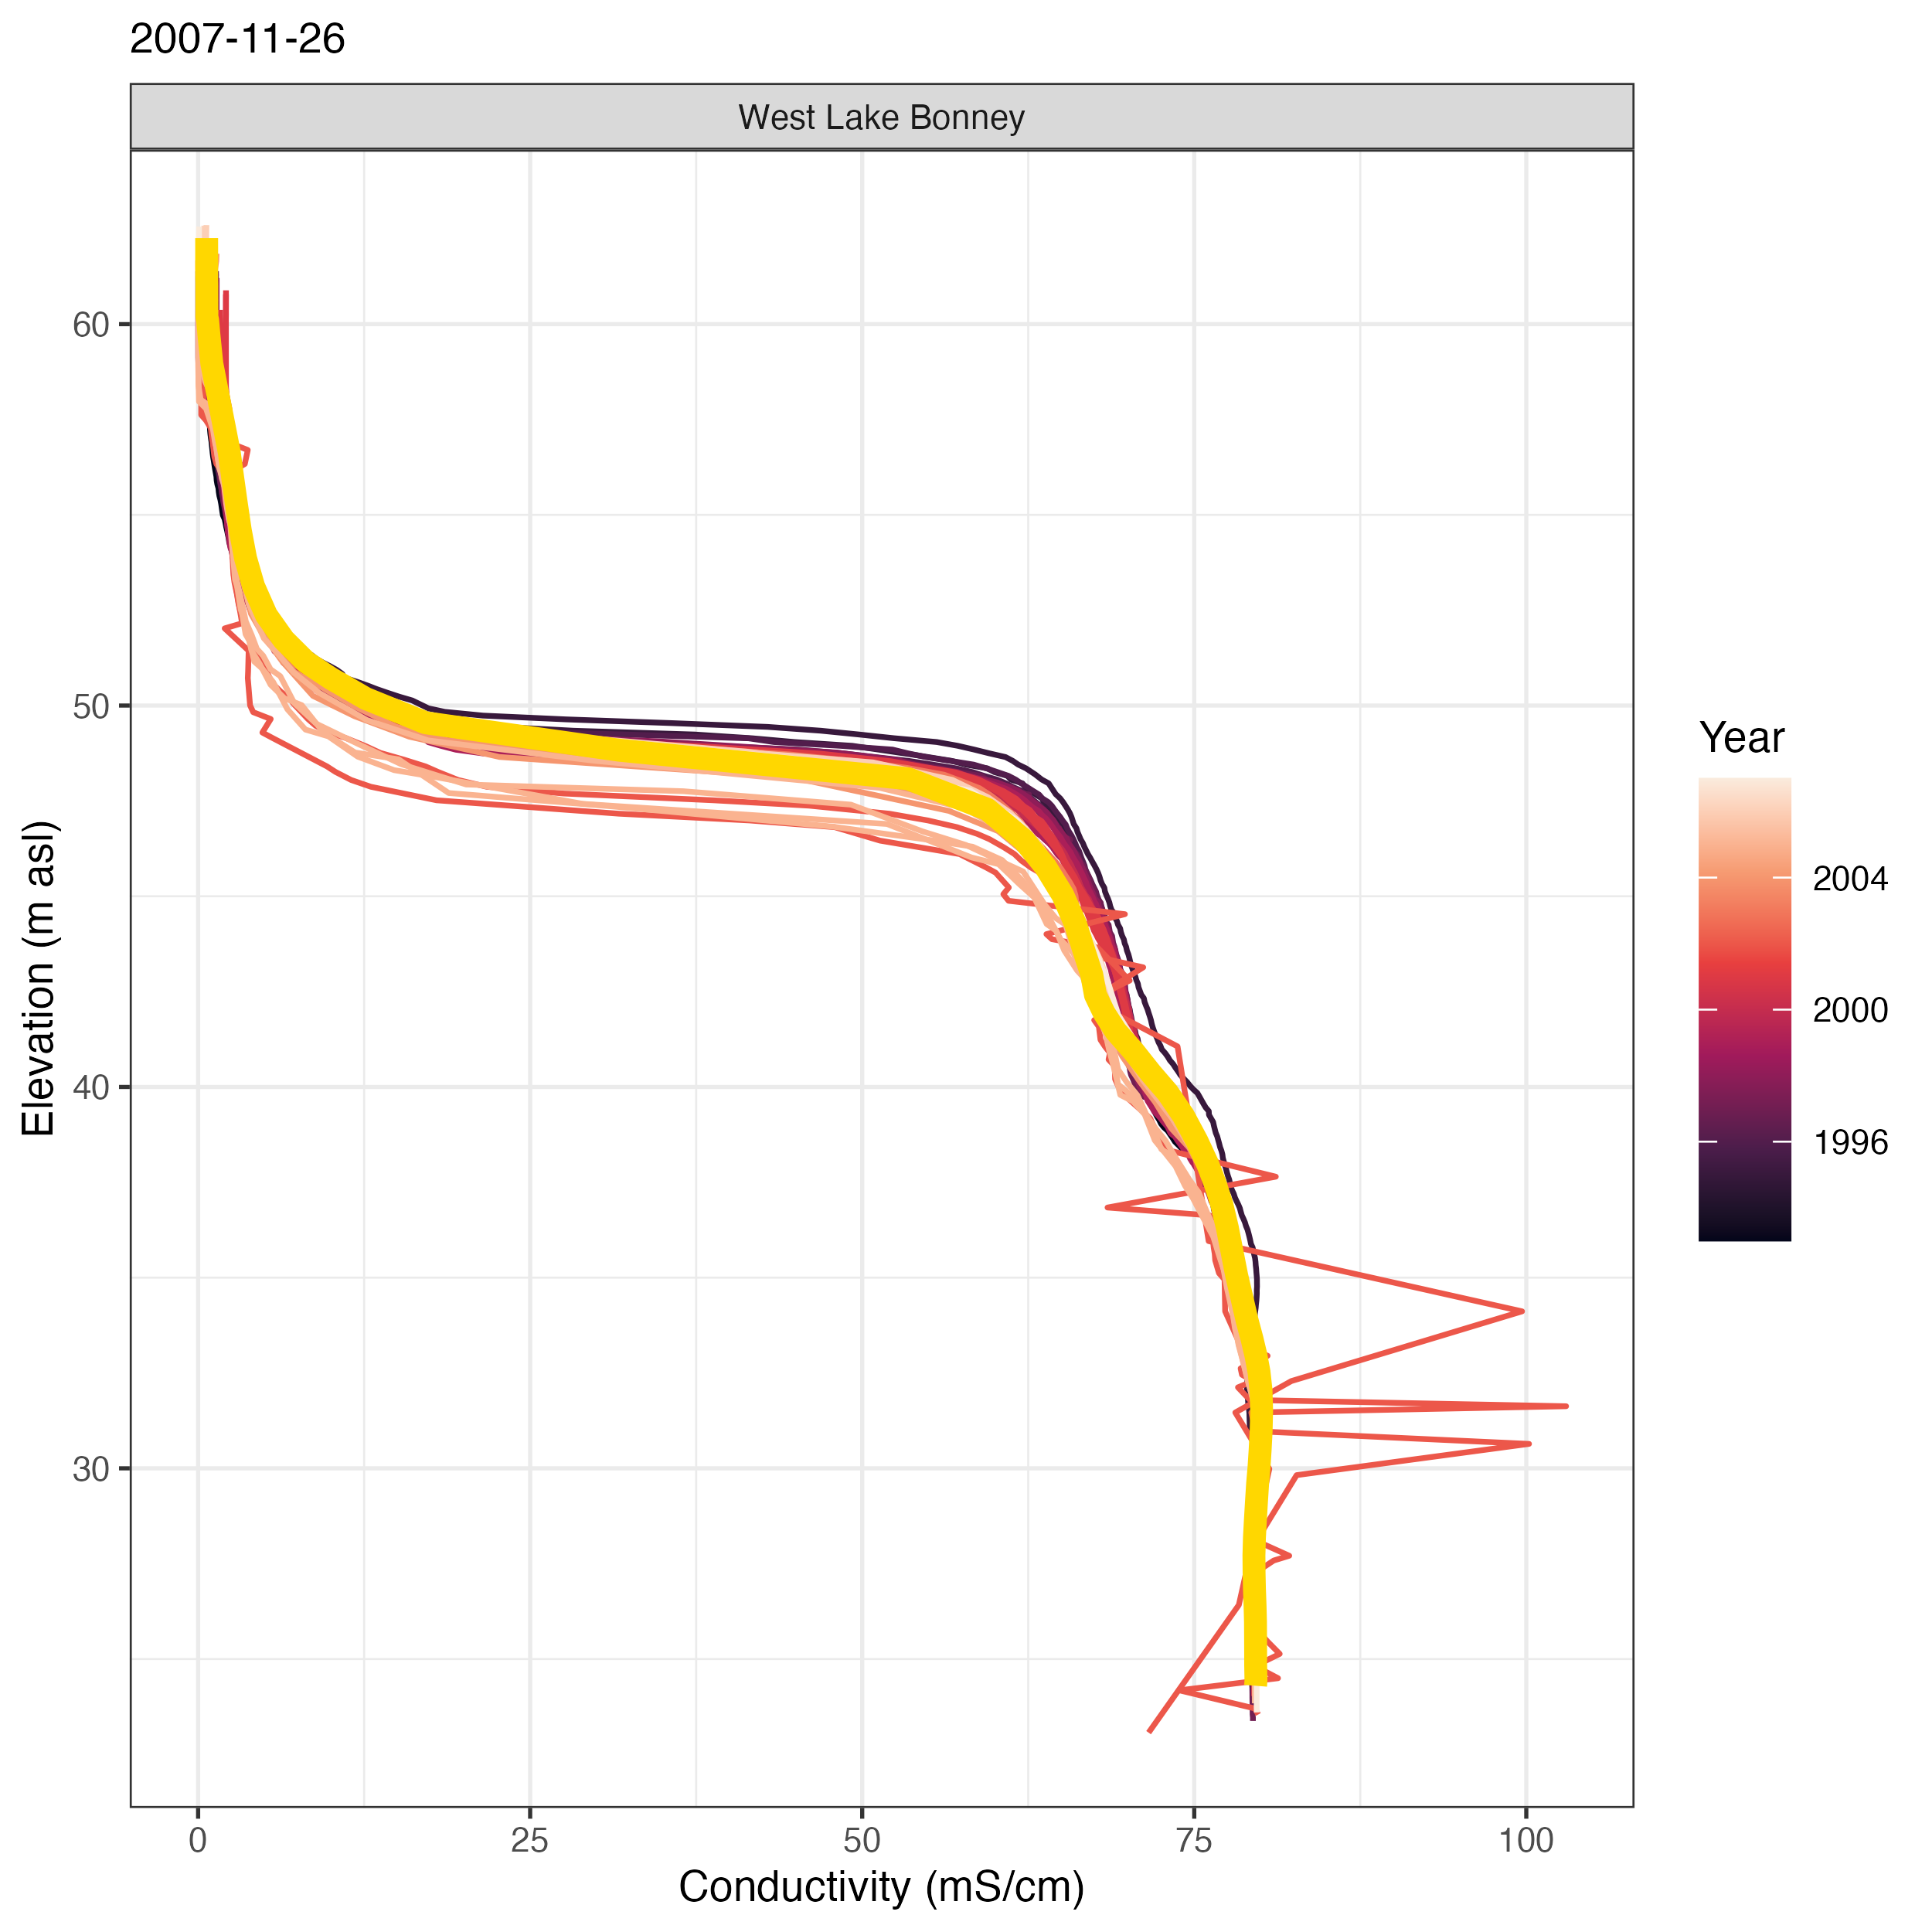 2007-11-26
West Lake Bonney
60
50
40
30
Elevation (m asl)
0 25 50 75 100
Conductivity (mS/cm)
Year
2004
2000
1996